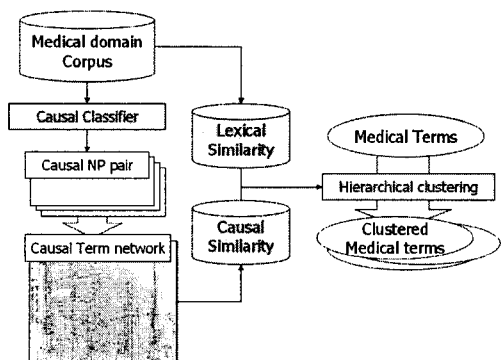 Medical domain
Corpus
Causal Classifier
Causal NP pair
Causal Term network
Lexical
Similarity
Causal
Similarity
Medical Terms
Hierarchical clustering
Clustered
Medical terms